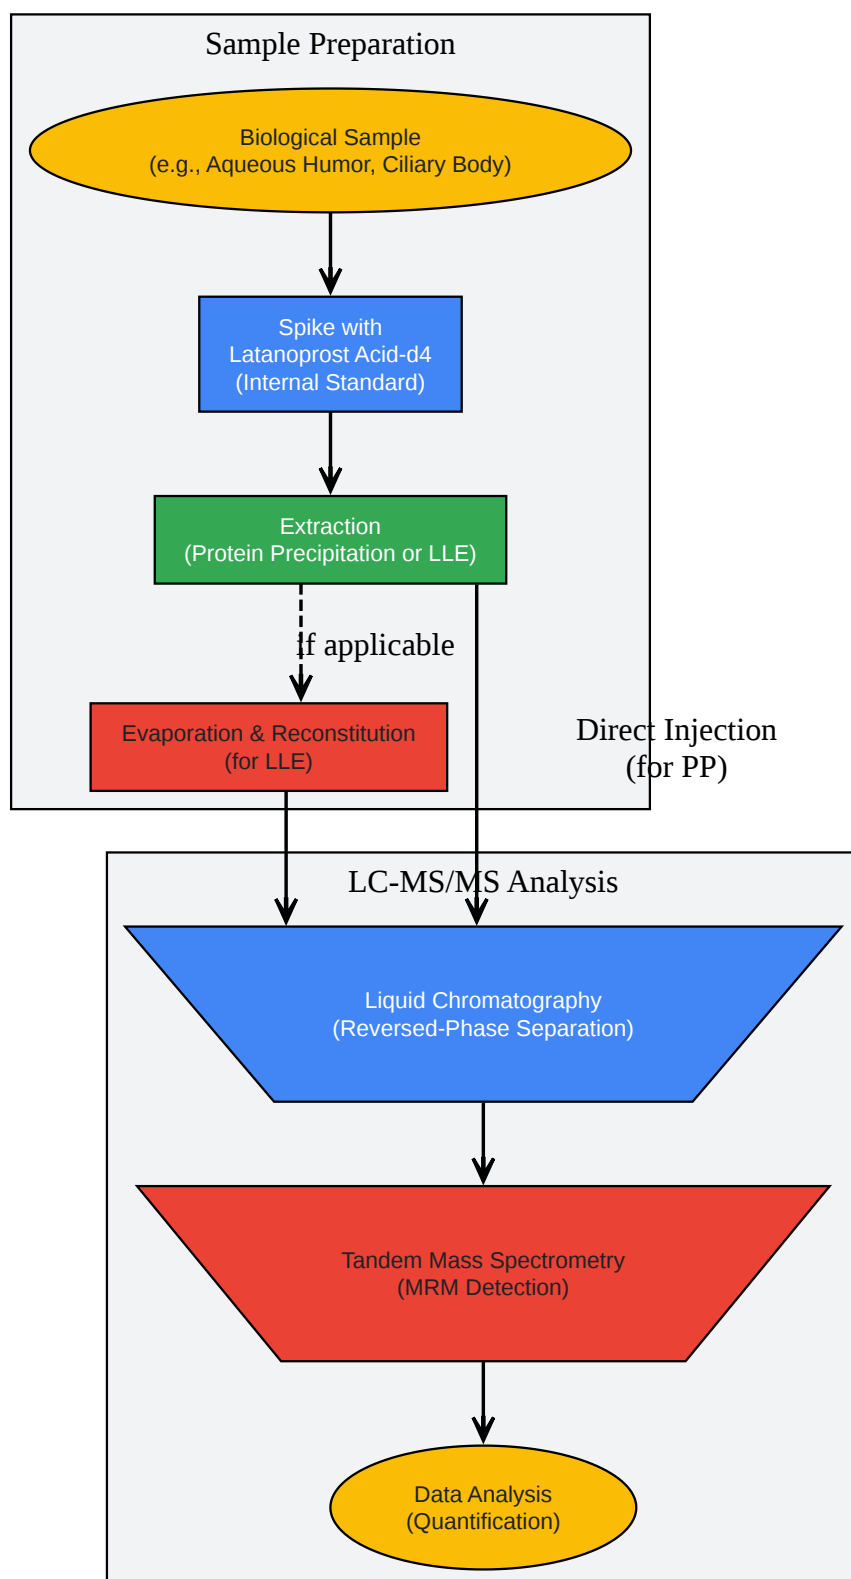 Sample Preparation
Biological Sample
(e.g., Aqueous Humor, Ciliary Body)
Spike with
Latanoprost Acid-d4
(Internal Standard)
Extraction
(Protein Precipitation or LLE)
if applicable
Evaporation & Reconstitution
(for LLE)
Direct Injection
(for PP)
LC-MS/MS Analysis
Liquid Chromatography
(Reversed-Phase Separation)
Tandem Mass Spectrometry
(MRM Detection)
Data Analysis
(Quantification)